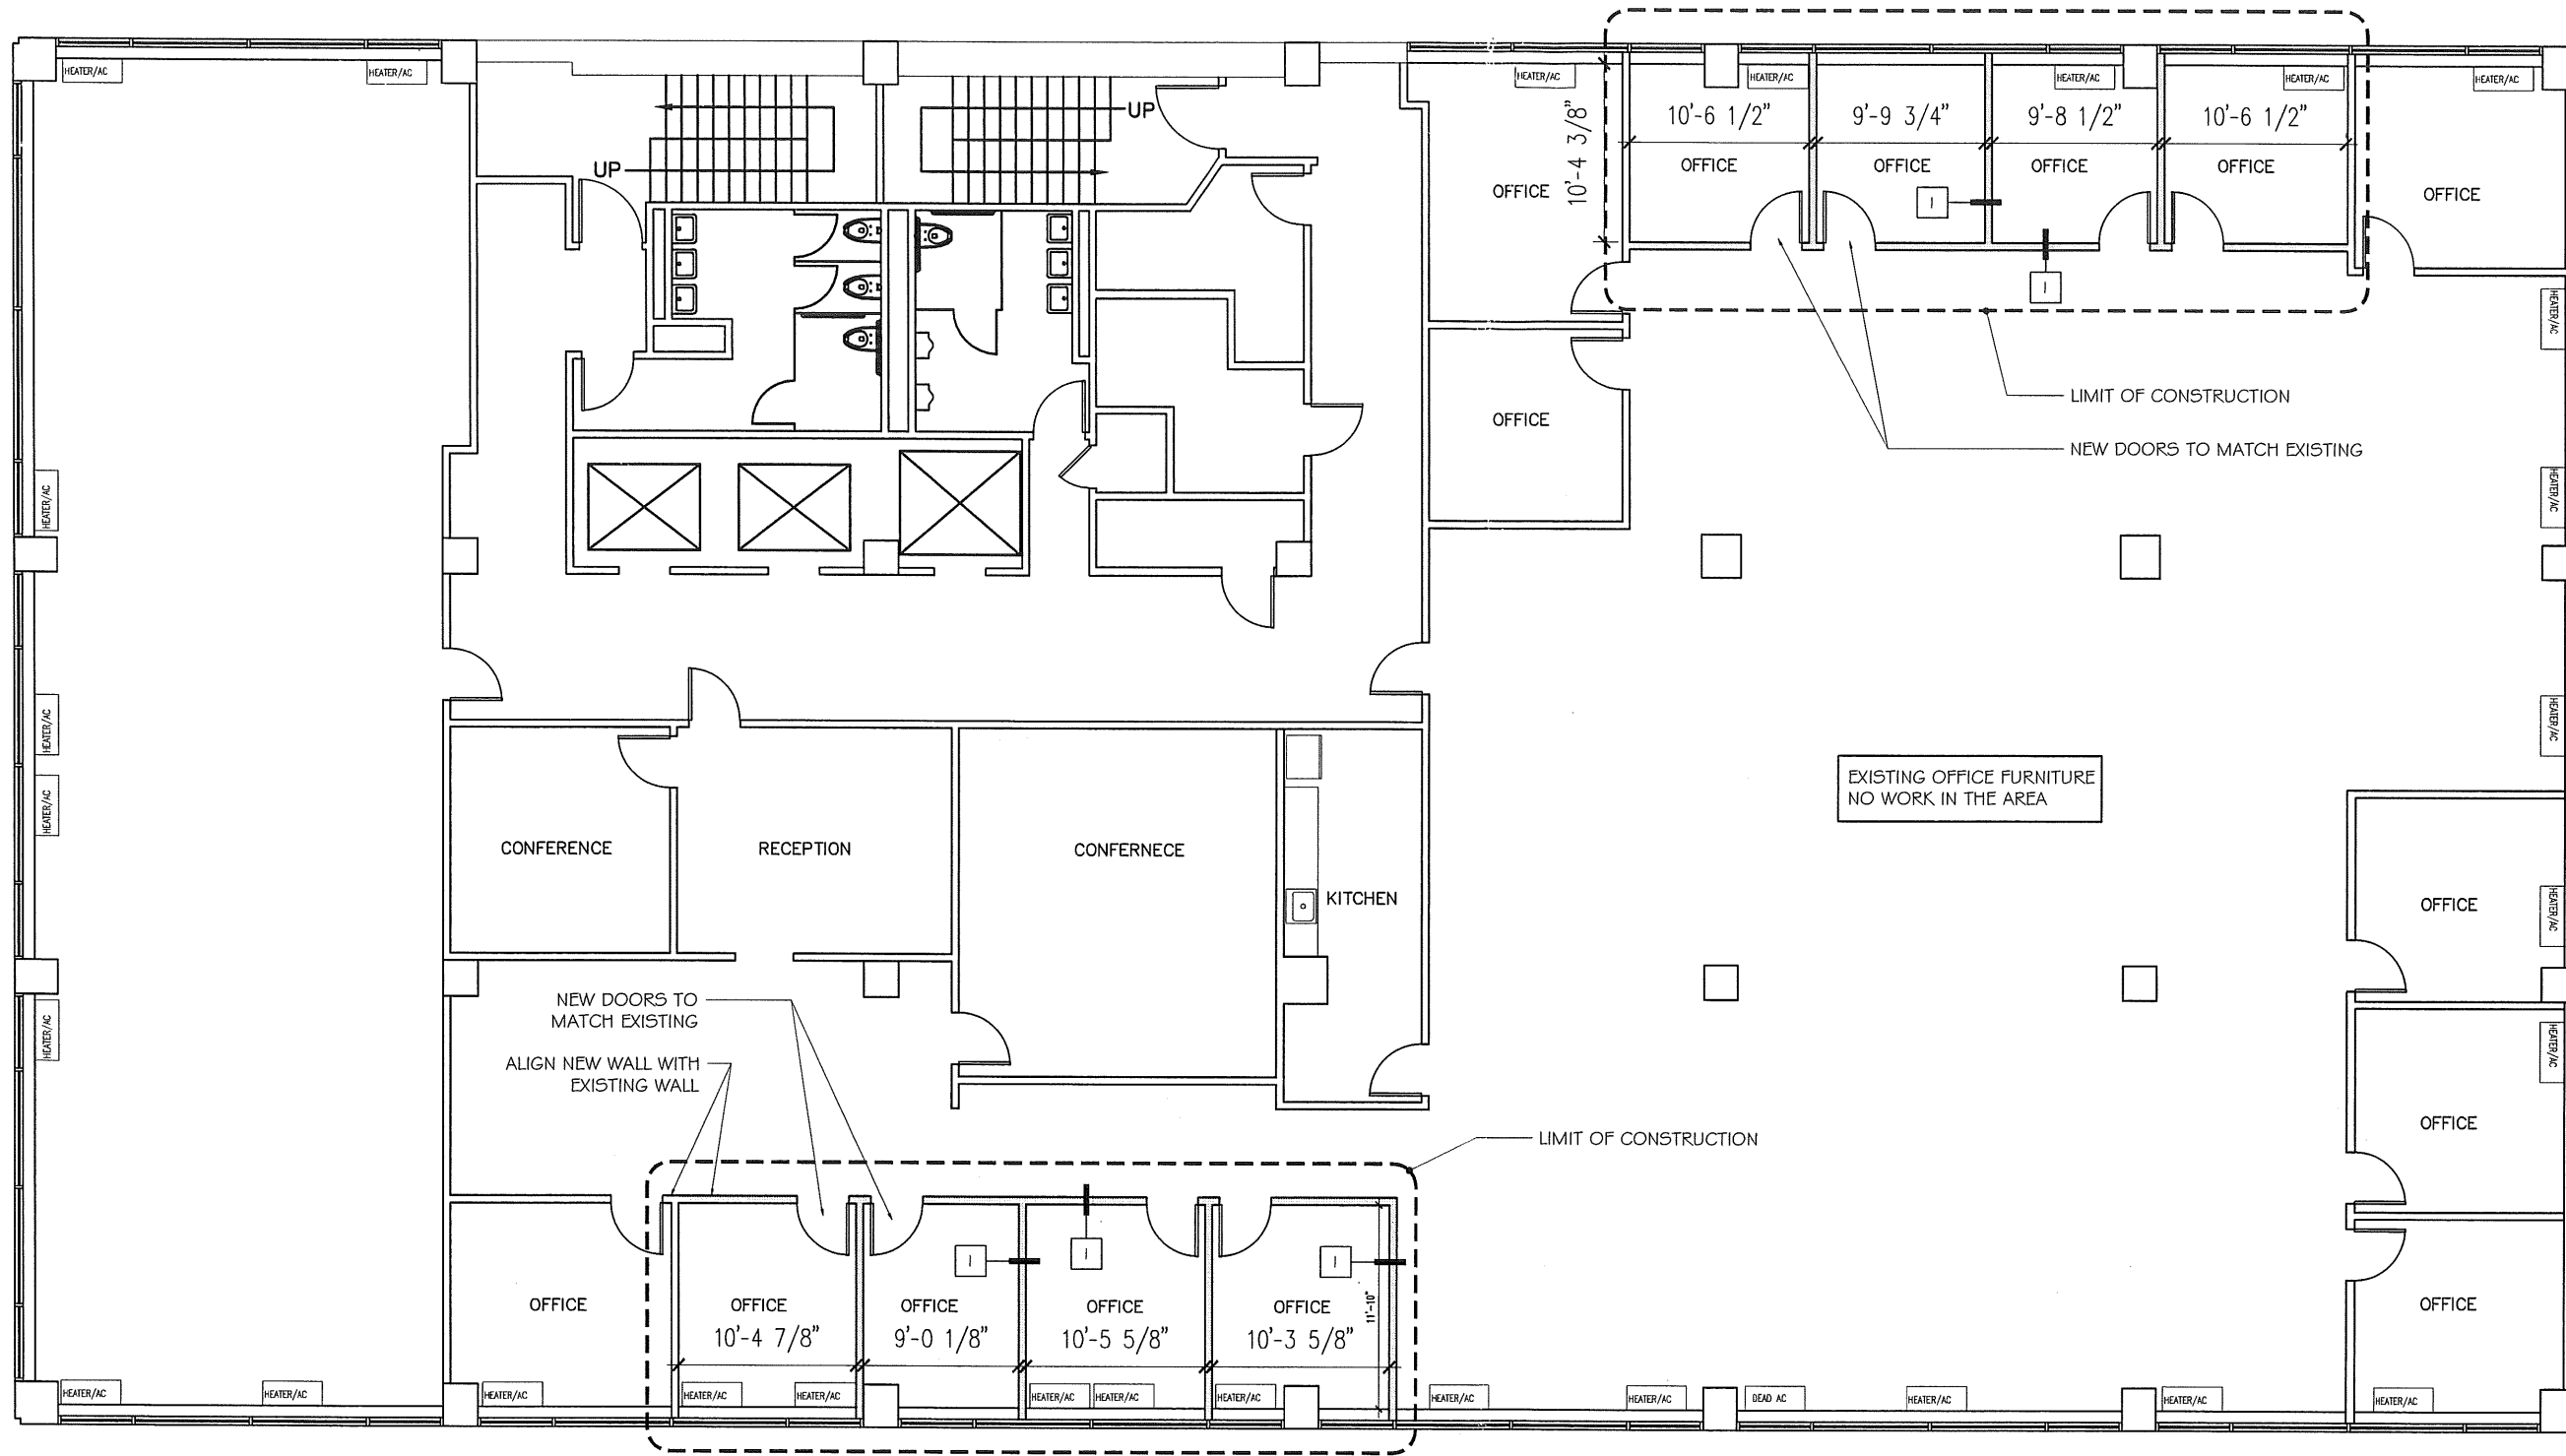 HEATER/AC
HEATER/AC
HEATER/AC
HEATER/AC
HEATER/AC
HEATER/AC
HEATER/AC
UP
UP
10'-4 3/8"
10'-6 1/2"
9'-9 3/4"
9'-8 1/2"
10'-6 1/2"
OFFICE
OFFICE
OFFICE
OFFICE
OFFICE
OFFICE
I
I
HEATER/AC
LIMIT OF CONSTRUCTION
OFFICE
NEW DOORS TO MATCH EXISTING
HEATER/AC
HEATER/AC
HEATER/AC
HEATER/AC
HEATER/AC
EXISTING OFFICE FURNITURE
NO WORK IN THE AREA
CONFERENCE
RECEPTION
CONFERNECE
KITCHEN
OFFICE
HEATER/AC
NEW DOORS TO
MATCH EXISTING
HEATER/AC
HEATER/AC
ALIGN NEW WALL WITH
EXISTING WALL
OFFICE
LIMIT OF CONSTRUCTION
I
I
I
OFFICE
OFFICE
OFFICE
OFFICE
OFFICE
11'-10"
OFFICE
10'-4 7/8"
9'-0 1/8"
10'-5 5/8"
10'-3 5/8"
HEATER/AC
HEATER/AC
HEATER/AC
HEATER/AC
HEATER/AC
HEATER/AC
HEATER/AC
HEATER/AC
HEATER/AC
HEATER/AC
DEAD AC
HEATER/AC
HEATER/AC
HEATER/AC